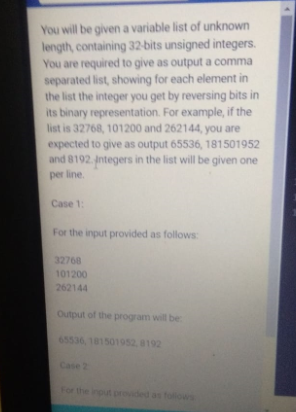 You will be given a variable list of unknown
length, containing 32-bits unsigned integers.
You are required to give as output a comma
separated list, showing for each element in
the list the integer you get by reversing bits in
its binary representation. For example, if the
list is 32768, 101200 and 262144, you are
expected to give as output 65536, 181501952
and 8192. Integers in the list will be given one
per line.
Case 1:
For the input provided as follows:
32768
101200
262144
Output of the program will be:
65536, 181501952, 8192
Case 2:
For the input provided as follows: